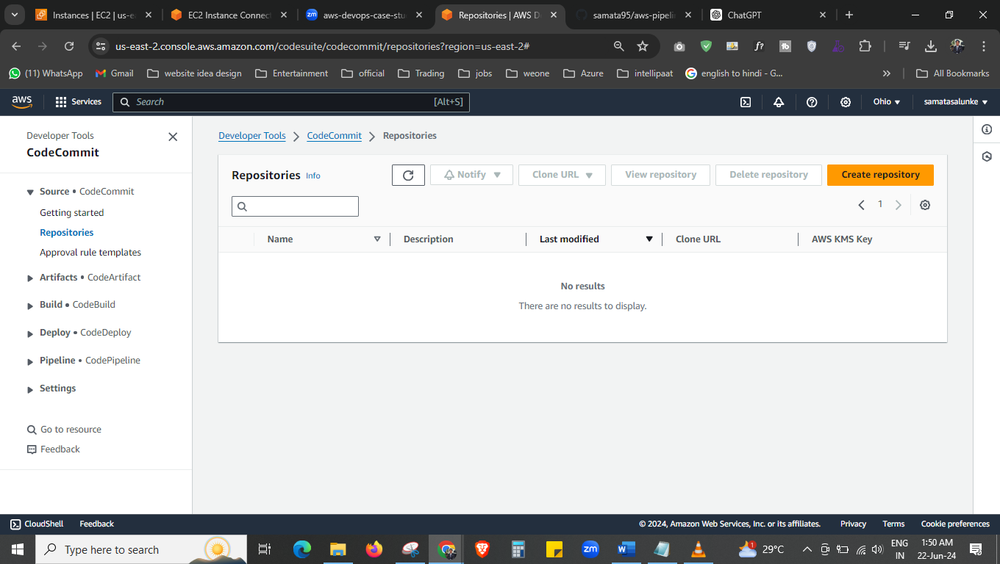 Instances | EC2 | us-ea
EC2 Instance Connect
zm
aws-devops-case-stu
Repositories | AWS D
samata95/aws-pipelin
ChatGPT
us-east-2.console.aws.amazon.com/codesuite/codecommit/repositories?region=us-east-2#
f?
(11) WhatsApp
Gmail
website idea design
Entertainment
official
Trading
jobs
weone
Azure
intellipaat
english to hindi - G...
All Bookmarks
aws
Services
Search
[Alt+S]
Ohio
samatasalunke
Developer Tools
CodeCommit
Source • CodeCommit
Getting started
Repositories
Approval rule templates
Artifacts • CodeArtifact
Build • CodeBuild
Deploy • CodeDeploy
Pipeline • CodePipeline
Settings
Go to resource
Feedback
Developer Tools
CodeCommit
Repositories
Repositories Info
Notify
Clone URL
View repository
Delete repository
Create repository
1
Name
Description
Last modified
Clone URL
AWS KMS Key
No results
There are no results to display.
CloudShell
Feedback
© 2024, Amazon Web Services, Inc. or its affiliates.
Privacy
Terms
Cookie preferences
Type here to search
zm
29°C
ENG
IN
1:50 AM
22-Jun-24